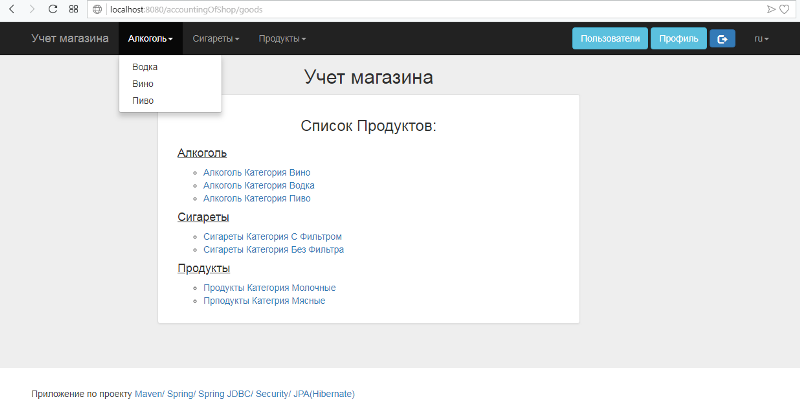 localhost:8080/accountingOfShop/goods
Учет магазина Алкоголь Сигареты Продукты Пользователи Профиль ru
Водка
Вино
Пиво
Учет магазина
Список Продуктов:
Алкоголь
Алкоголь Категория Вино
Алкоголь Категория Водка
Алкоголь Категория Пиво
Сигареты
Сигареты Категория С Фильтром
Сигареты Категория Без Фильтра
Продукты
Продукты Категория Молочные
Прподукты Категрия Мясные
Приложение по проекту Maven/ Spring/ Spring JDBC/ Security/ JPA(Hibernate)